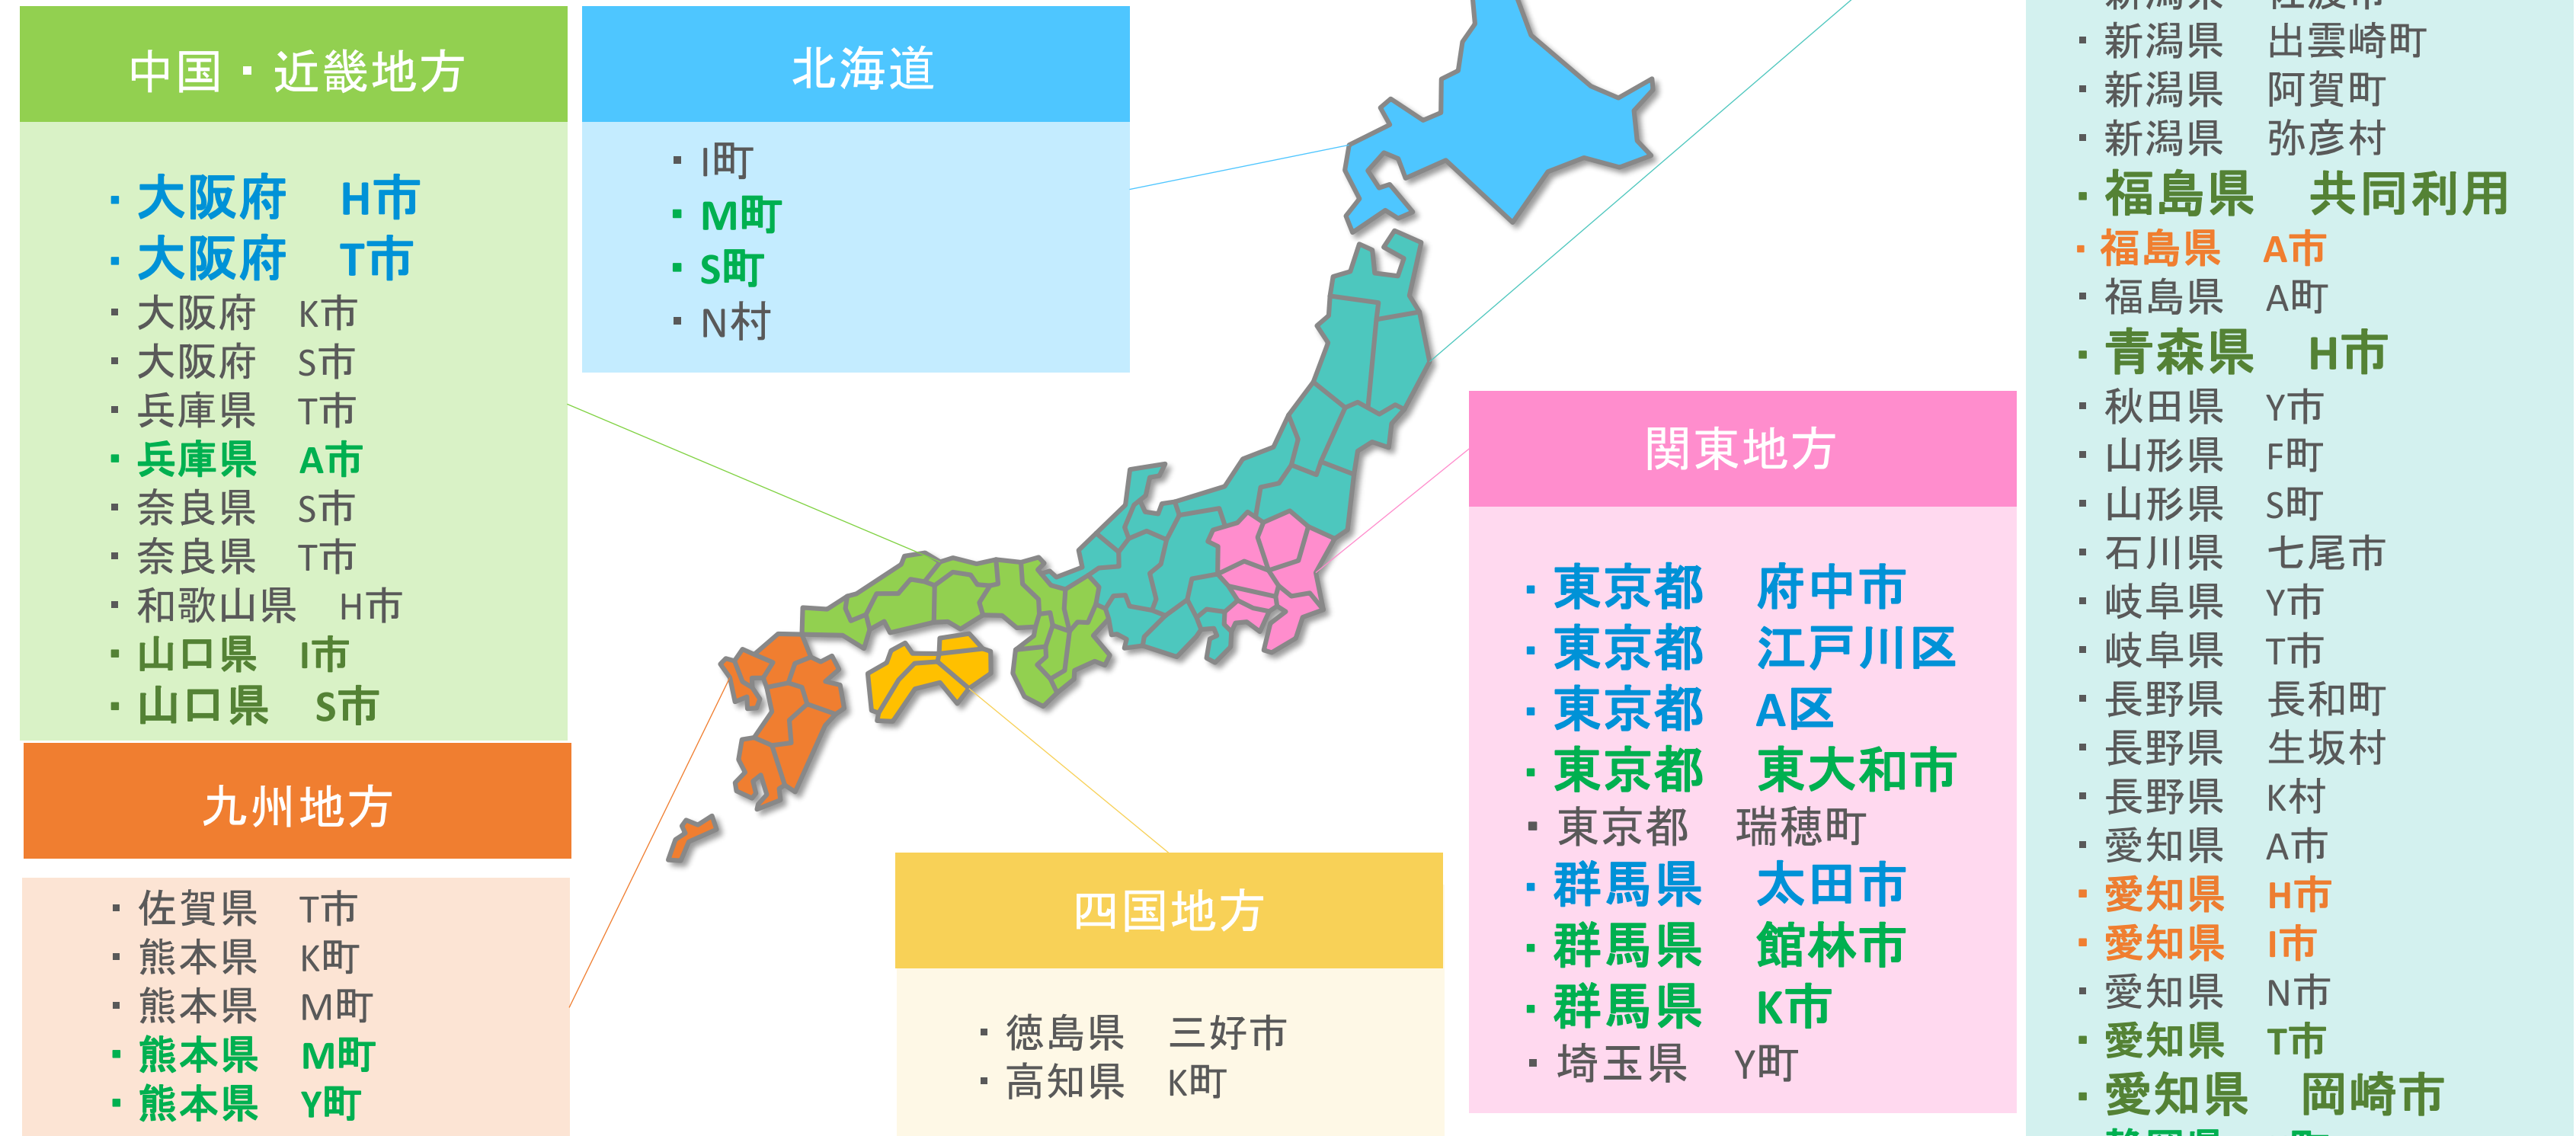 中国・近畿地方
・大阪府　H市
・大阪府　T市
・大阪府　K市
・大阪府　S市
・兵庫県　T市
・兵庫県　A市
・奈良県　S市
・奈良県　T市
・和歌山県　H市
・山口県　I市
・山口県　S市
九州地方
・佐賀県　T市
・熊本県　K町
・熊本県　M町
・熊本県　M町
・熊本県　Y町
北海道
・I町
・M町
・S町
・N村
四国地方
・徳島県　三好市
・高知県　K町
関東地方
・東京都　府中市
・東京都　江戸川区
・東京都　A区
・東京都　東大和市
・東京都　瑞穂町
・群馬県　太田市
・群馬県　館林市
・群馬県　K市
・埼玉県　Y町
新潟県　佐渡市
・新潟県　出雲崎町
・新潟県　阿賀町
・新潟県　弥彦村
・福島県　共同利用
・福島県　A市
・福島県　A町
・青森県　H市
・秋田県　Y市
・山形県　F町
・山形県　S町
・石川県　七尾市
・岐阜県　Y市
・岐阜県　T市
・長野県　長和町
・長野県　生坂村
・長野県　K村
・愛知県　A市
・愛知県　H市
・愛知県　I市
・愛知県　N市
・愛知県　T市
・愛知県　岡崎市